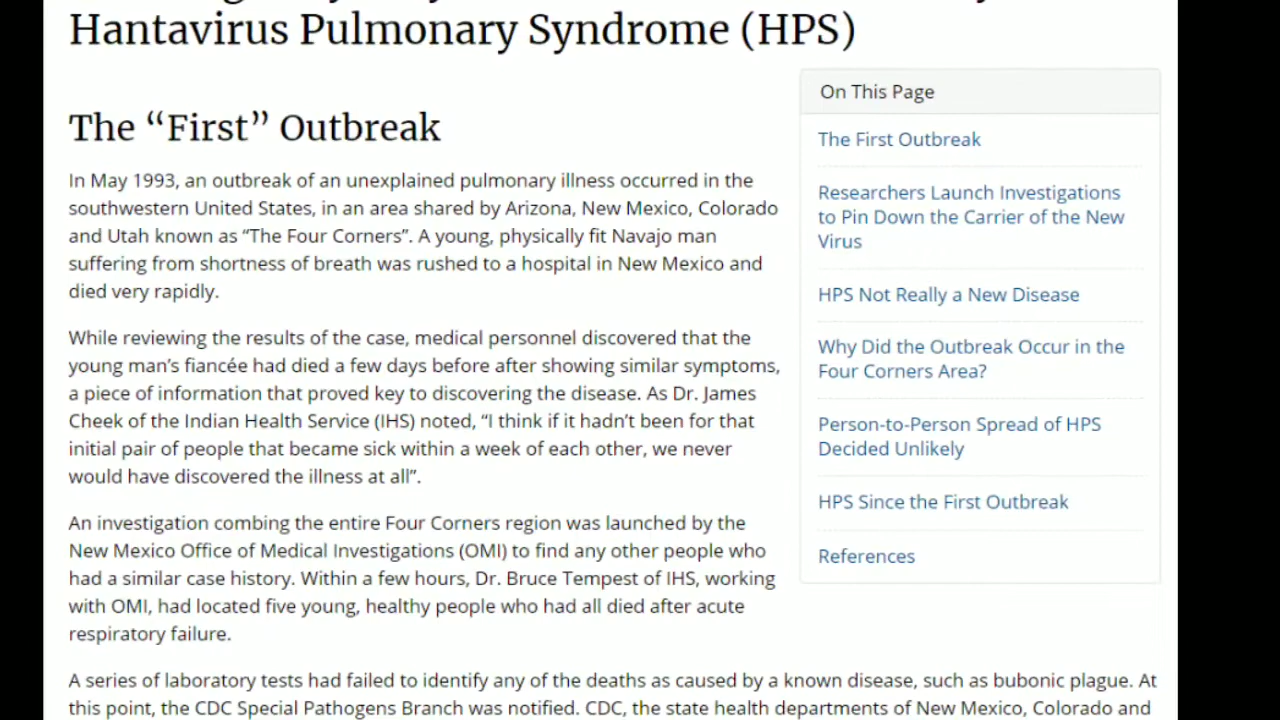 Hantavirus Pulmonary Syndrome (HPS)
The “First” Outbreak
In May 1993, an outbreak of an unexplained pulmonary illness occurred in the
southwestern United States, in an area shared by Arizona, New Mexico, Colorado
and Utah known as “The Four Corners”. A young, physically fit Navajo man
suffering from shortness of breath was rushed to a hospital in New Mexico and
died very rapidly.
While reviewing the results of the case, medical personnel discovered that the
young man’s fiancée had died a few days before after showing similar symptoms,
a piece of information that proved key to discovering the disease. As Dr. James
Cheek of the Indian Health Service (IHS) noted, “I think if it hadn’t been for that
initial pair of people that became sick within a week of each other, we never
would have discovered the illness at all”.
An investigation combing the entire Four Corners region was launched by the
New Mexico Office of Medical Investigations (OMI) to find any other people who
had a similar case history. Within a few hours, Dr. Bruce Tempest of IHS, working
with OMI, had located five young, healthy people who had all died after acute
respiratory failure.
A series of laboratory tests had failed to identify any of the deaths as caused by a known disease, such as bubonic plague. At
this point, the CDC Special Pathogens Branch was notified. CDC, the state health departments of New Mexico, Colorado and
On This Page
The First Outbreak
Researchers Launch Investigations
to Pin Down the Carrier of the New
Virus
HPS Not Really a New Disease
Why Did the Outbreak Occur in the
Four Corners Area?
Person-to-Person Spread of HPS
Decided Unlikely
HPS Since the First Outbreak
References